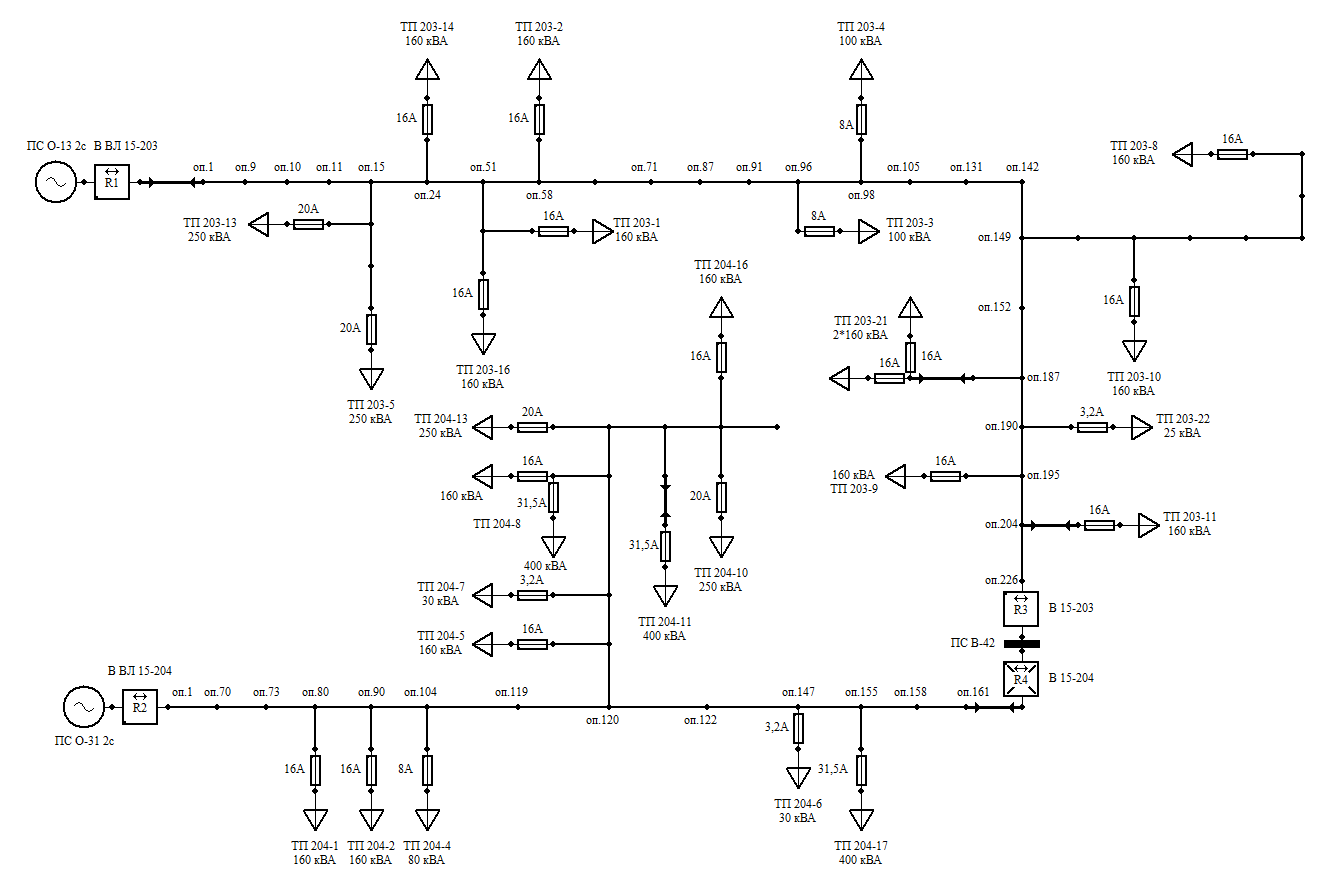 ТП 203-14
160 кВА
ТП 203-2
160 кВА
ТП 203-4
100 кВА
16А
16А
8А
ПС О-13 2с
В ВЛ 15-203
R1
оп.1
оп.9
оп.10
оп.11
оп.15
оп.24
оп.51
оп.58
оп.71
оп.87
оп.91
оп.96
оп.98
оп.105
оп.131
оп.142
ТП 203-8
160 кВА
16А
ТП 203-13
250 кВА
20А
16А
ТП 203-1
160 кВА
8А
ТП 203-3
100 кВА
оп.149
20А
ТП 203-5
250 кВА
16А
ТП 203-16
160 кВА
ТП 204-16
160 кВА
16А
ТП 203-21
2*160 кВА
16А
16А
оп.152
оп.187
16А
ТП 203-10
160 кВА
ТП 204-13
250 кВА
20А
оп.190
3,2А
ТП 203-22
25 кВА
16А
160 кВА
31,5А
ТП 204-8
400 кВА
20А
ТП 204-10
250 кВА
31,5А
ТП 204-11
400 кВА
160 кВА
ТП 203-9
16А
оп.195
оп.204
16А
ТП 203-11
160 кВА
оп.226
ТП 204-7
30 кВА
3,2А
ТП 204-5
160 кВА
16А
R3
В 15-203
ПС В-42
R4
В 15-204
В ВЛ 15-204
R2
ПС О-31 2с
оп.1
оп.70
оп.73
оп.80
оп.90
оп.104
оп.119
оп.120
оп.122
оп.147
оп.155
оп.158
оп.161
16А
16А
8А
3,2А
31,5А
ТП 204-1
160 кВА
ТП 204-2
160 кВА
ТП 204-4
80 кВА
ТП 204-6
30 кВА
ТП 204-17
400 кВА